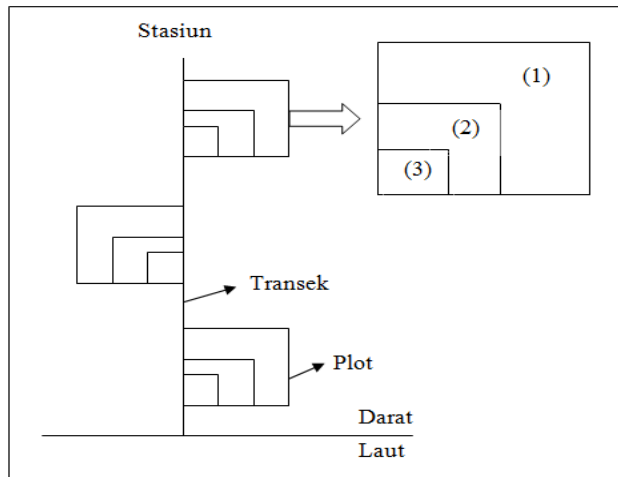 Stasiun
(1)
(2)
(3)
Transek
Plot
Darat
Laut